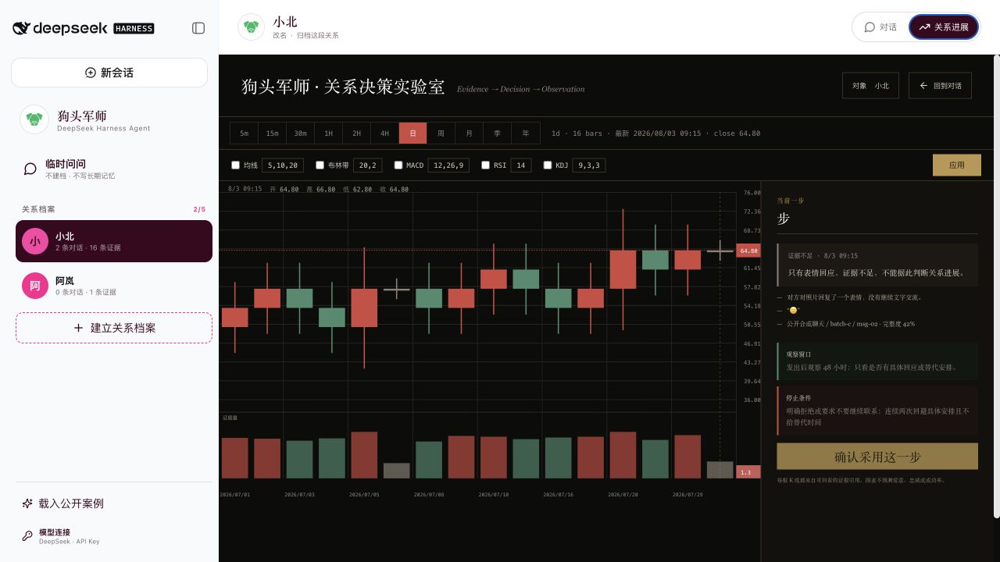 deepseek HARNESS
新会话
狗头军师
DeepSeek Harness Agent
临时问问
不建档 · 不写长期记忆
关系档案 2/5
小 小北
2 条对话 · 16 条证据
阿 阿岚
0 条对话 · 1 条证据
建立关系档案
载入公开案例
模型连接
DeepSeek · API Key
小北
改名 · 归档这段关系
对话 关系进展
狗头军师 · 关系决策实验室 Evidence → Decision → Observation
对象 小北 ← 回到对话
5m 15m 30m 1H 2H 4H 日 周 月 季 年 1d · 16 bars · 最新 2026/08/03 09:15 · close 64.80
均线 5,10,20 布林带 20,2 MACD 12,26,9 RSI 14 KDJ 9,3,3 应用
8/3 09:15 开 64.80 高 66.80 低 62.80 收 64.80
76.00
72.36
68.73
64.80
61.45
57.82
54.18
50.55
46.91
43.27
39.64
36.00
证据量
1.3
2026/07/01 2026/07/03 2026/07/05 2026/07/08 2026/07/10 2026/07/16 2026/07/20 2026/07/29
当前一步
步
证据不足 · 8/3 09:15
只有表情回应，证据不足，不能据此判断关系进展。
— 对方对照片回复了一个表情，没有继续文字交流。
— “😊”
— 公开合成聊天 / batch-c / msg-02 · 完整度 42%
观察窗口
发出后观察 48 小时；只看是否有具体回应或替代安排。
停止条件
明确拒绝或要求不要继续联系；连续两次回避具体安排且不
给替代时间
确认采用这一步
每根 K 线都来自可回看的证据引用。图表不预测爱意、忠诚或成功率。